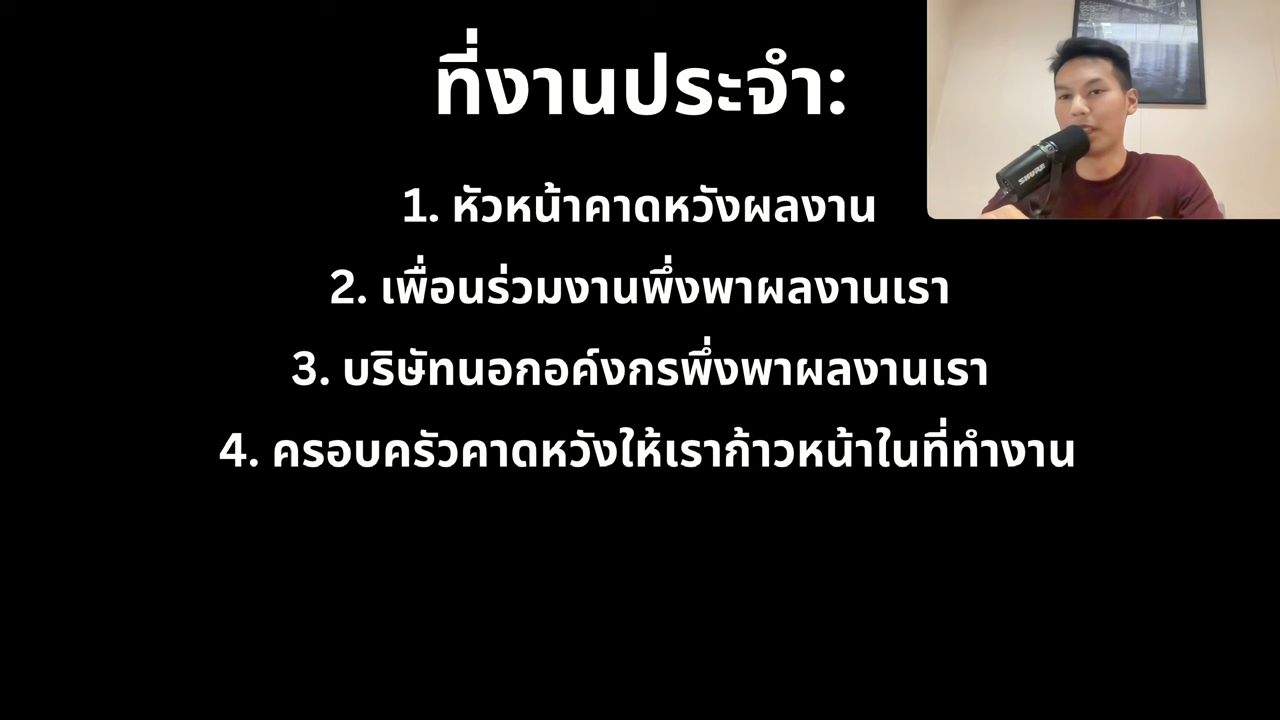 ที่งานประจำ:
1. หัวหน้าคาดหวังผลงาน
2. เพื่อนร่วมงานพึ่งพาผลงานเรา
3. บริษัทนอกอค์งกรพึ่งพาผลงานเรา
4. ครอบครัวคาดหวังให้เราก้าวหน้าในที่ทำงาน
SHURE